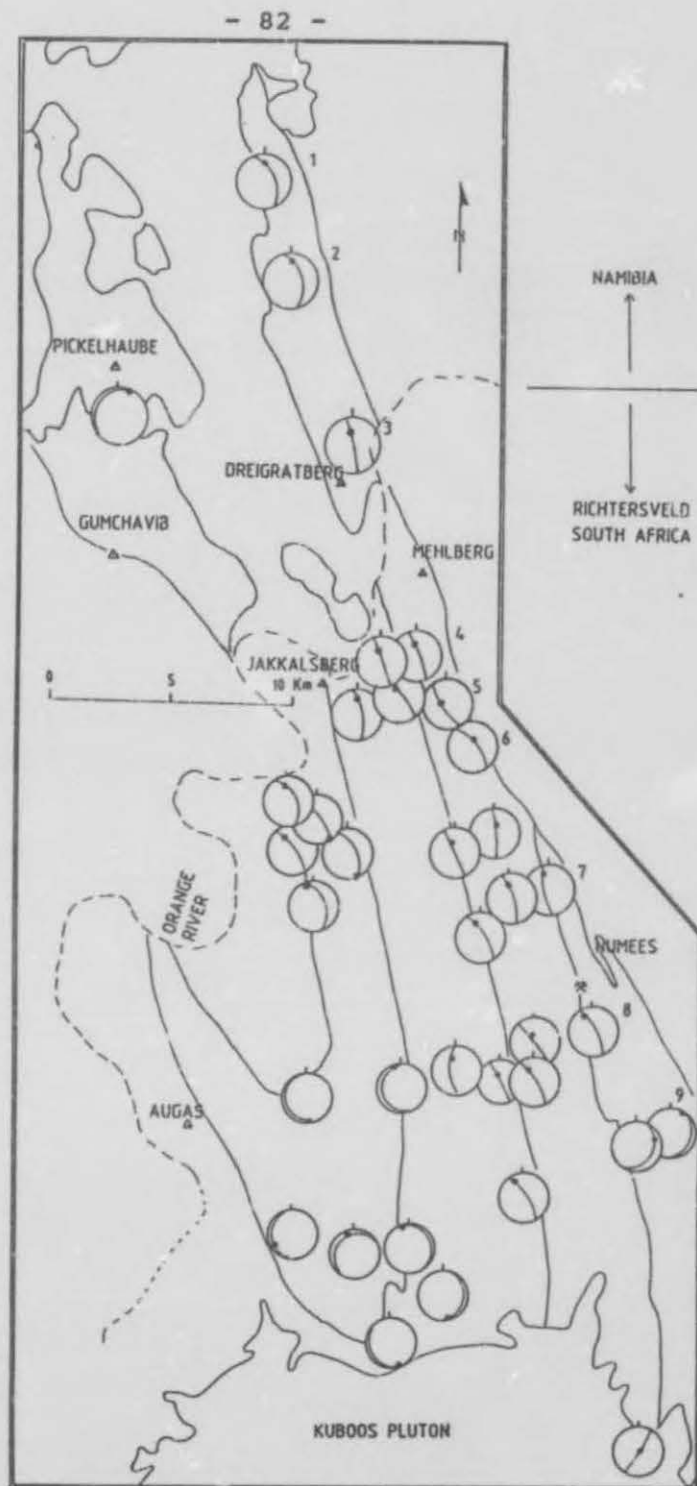 - 82 -
1
N
2
NAMIBIA
PICKELHAUBE
3
DREIGRATBERG
RICHTERSVELD
SOUTH AFRICA
GUMCHAVIB
MEHLBERG
4
JAKKALSBERG
0 5 10 Km
5
6
7
ORANGE
RIVER
NUMEES
8
9
AUGAS
KUBOOS PLUTON